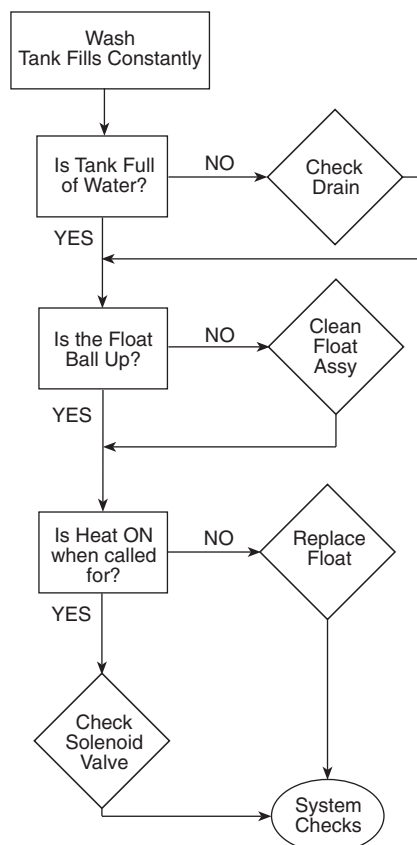 Wash
Tank Fills Constantly
Is Tank Full
of Water?
NO
Check
Drain
YES
Is the Float
Ball Up?
NO
Clean
Float
Assy
YES
Is Heat ON
when called
for?
NO
Replace
Float
YES
Check
Solenoid
Valve
System
Checks